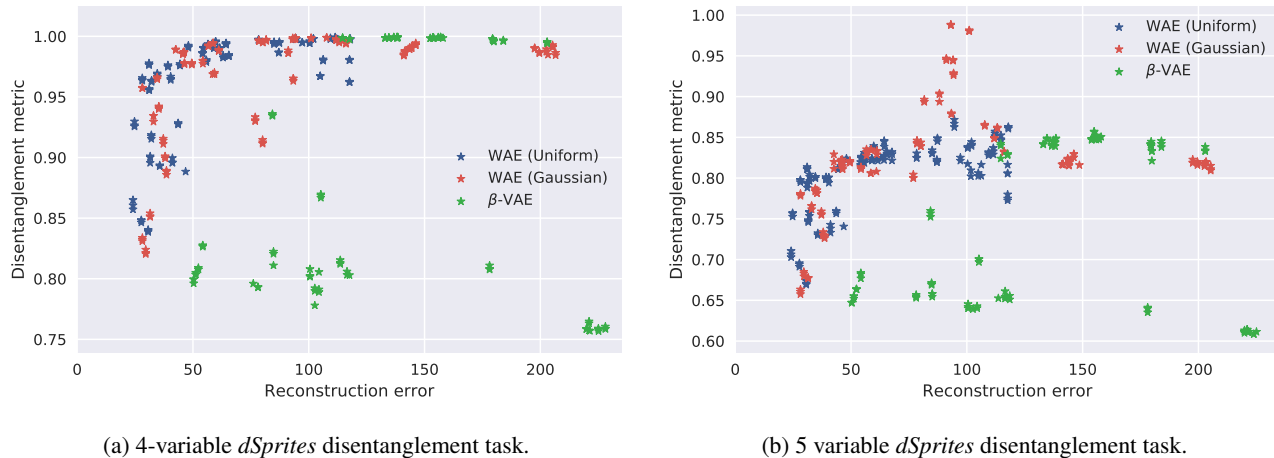 1.00
0.95
0.90
0.85
0.80
0.75
Disentanglement metric
WAE (Uniform)
WAE (Gaussian)
β-VAE
0 50 100 150 200
Reconstruction error
(a) 4-variable dSprites disentanglement task.
1.00
0.95
0.90
0.85
0.80
0.75
0.70
0.65
0.60
Disentanglement metric
WAE (Uniform)
WAE (Gaussian)
β-VAE
0 50 100 150 200
Reconstruction error
(b) 5 variable dSprites disentanglement task.